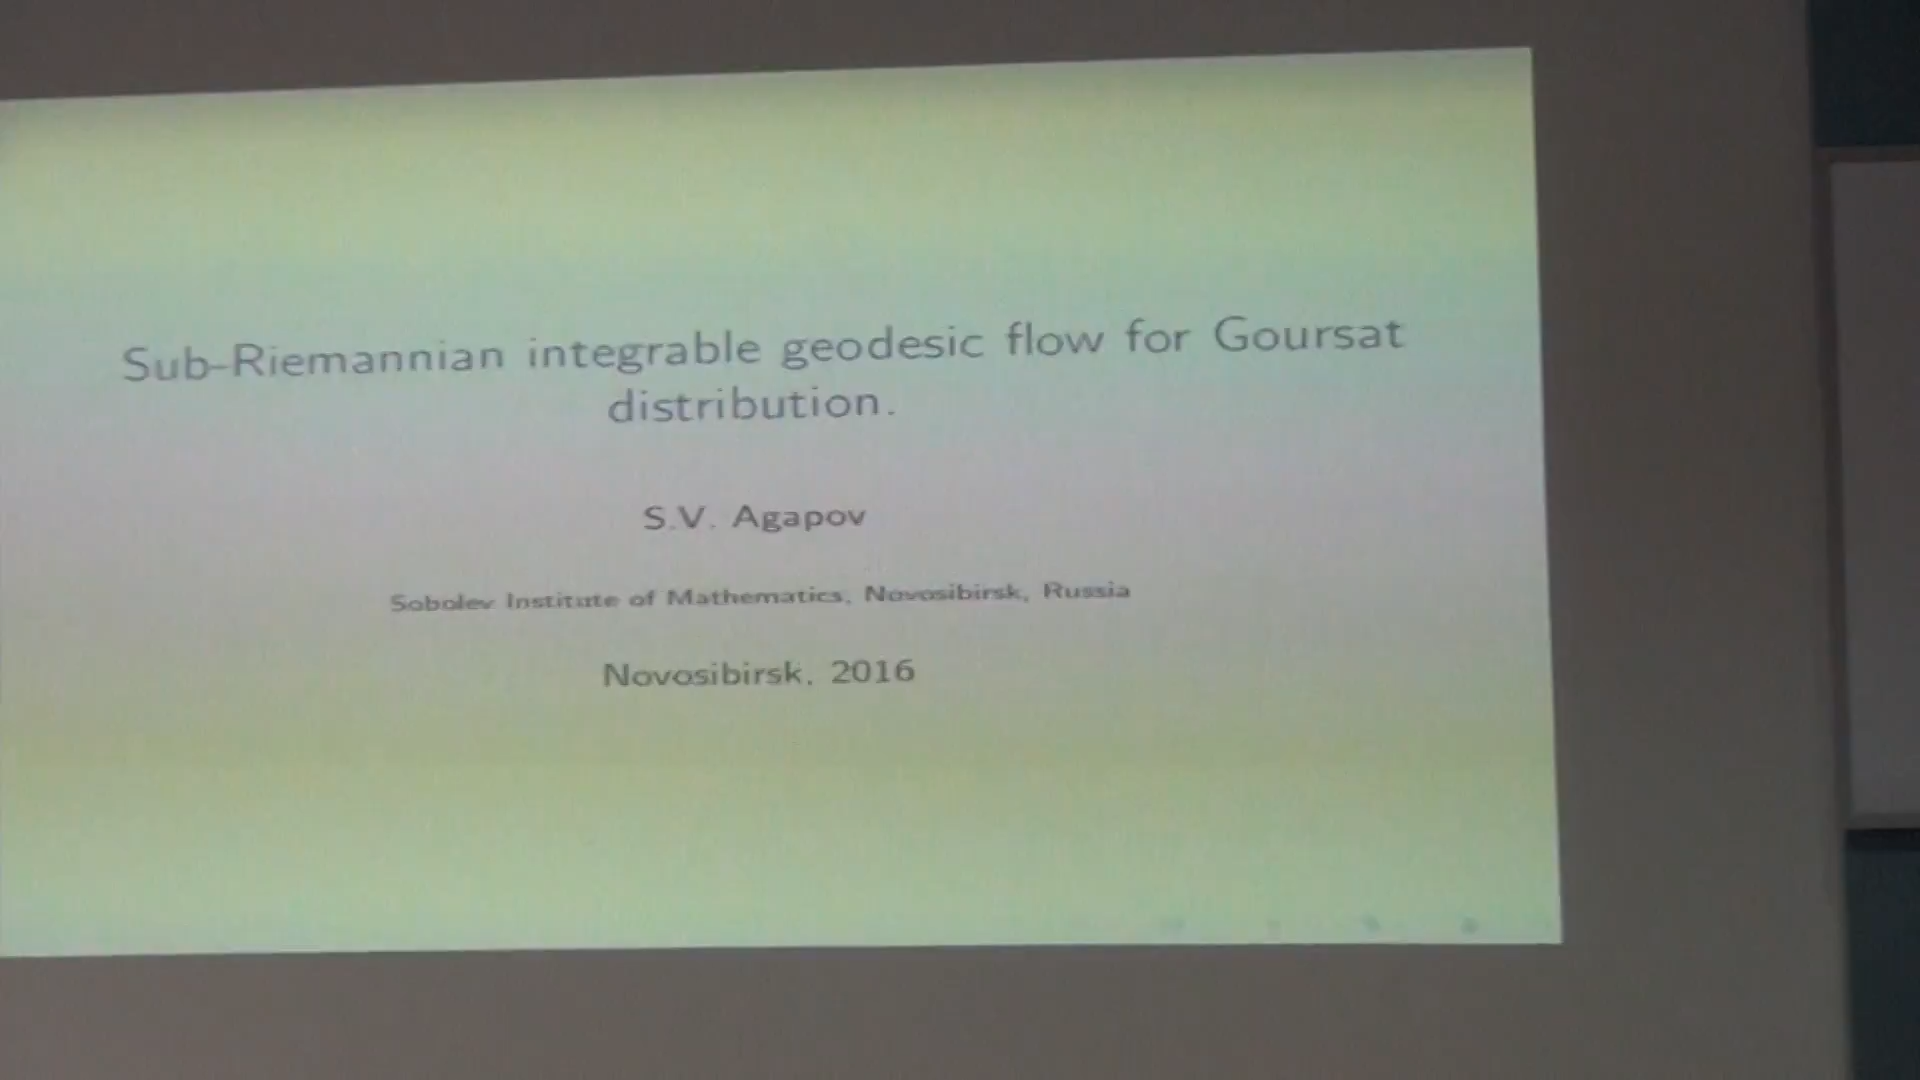 Sub-Riemannian integrable geodesic flow for Goursat
distribution.
S.V. Agapov
Sobolev Institute of Mathematics, Novosibirsk, Russia
Novosibirsk, 2016